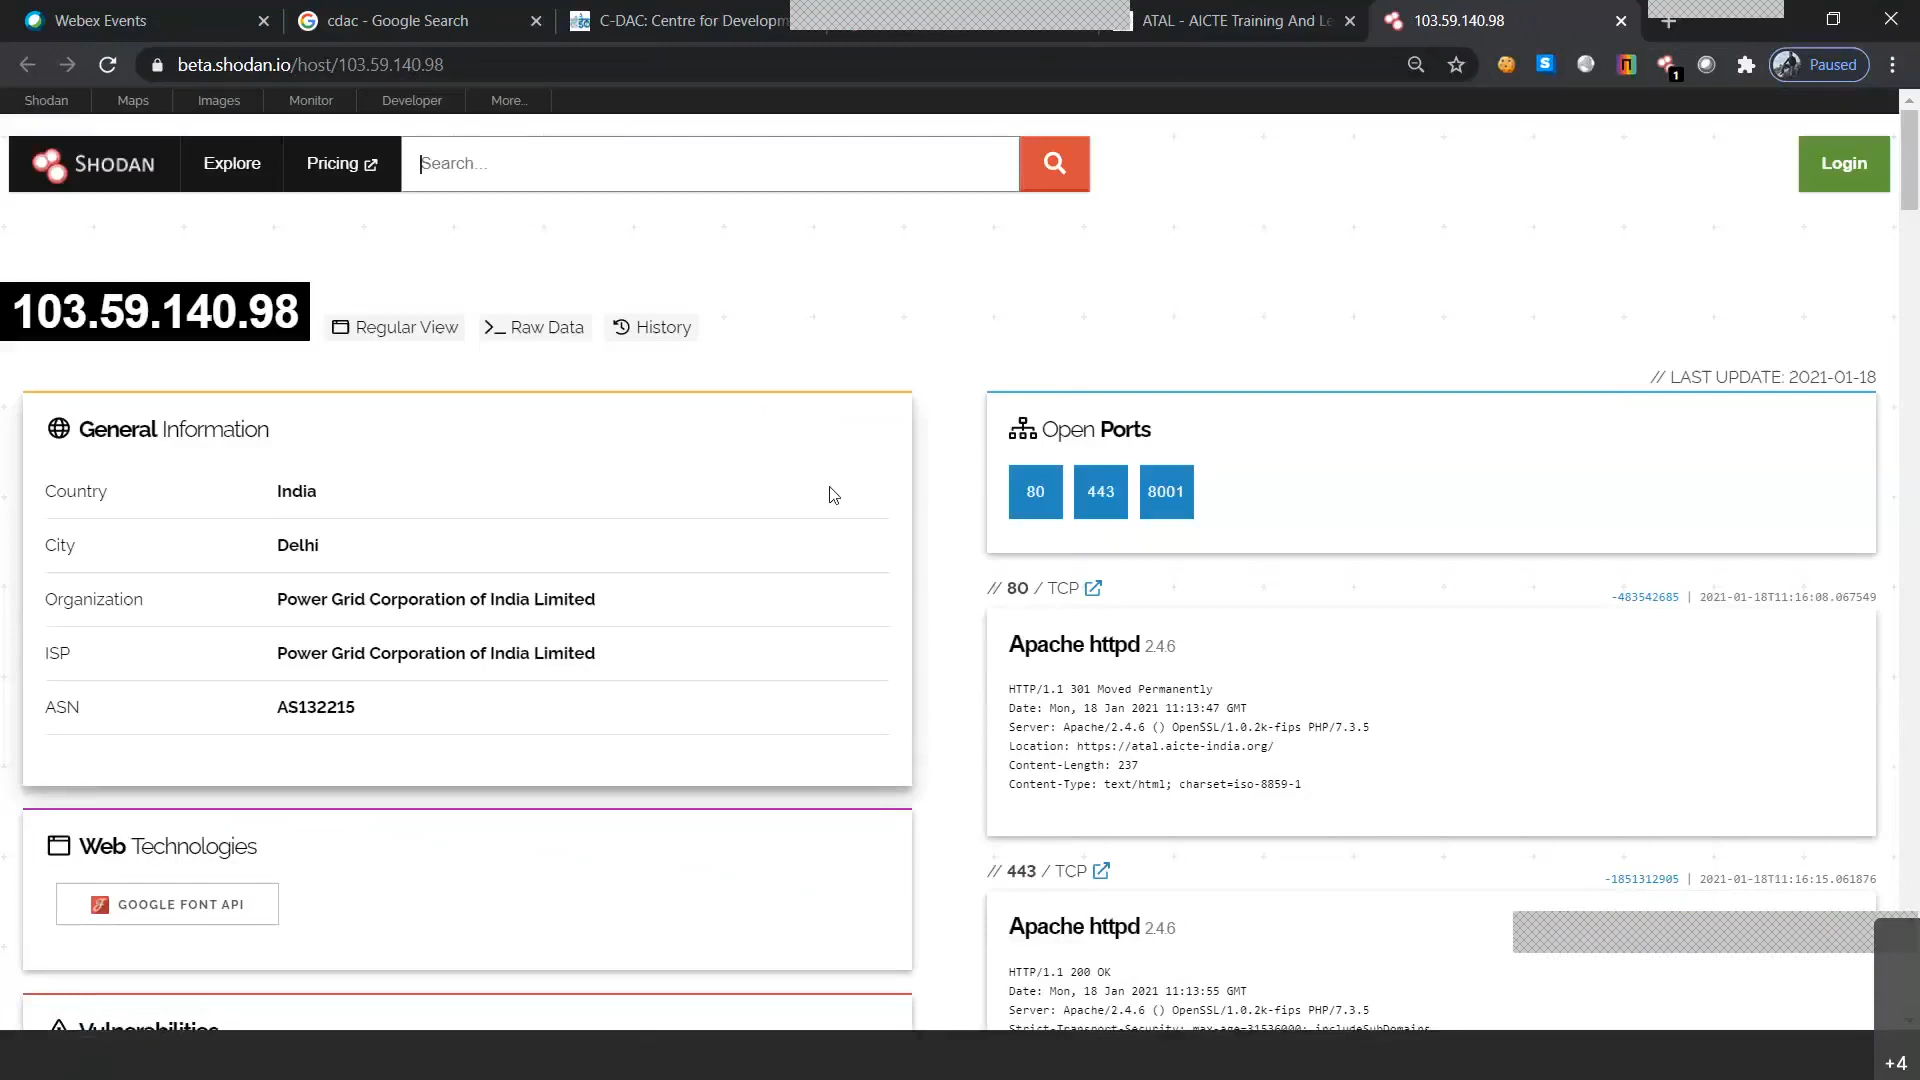 Webex Events
cdac - Google Search
C-DAC: Centre for Developm
ATAL - AICTE Training And Le
103.59.140.98
beta.shodan.io/host/103.59.140.98
Paused
Shodan
Maps
Images
Monitor
Developer
More...
SHODAN
Explore
Pricing
Search...
Login
103.59.140.98
Regular View
Raw Data
History
// LAST UPDATE: 2021-01-18
General Information
Country India
City Delhi
Organization Power Grid Corporation of India Limited
ISP Power Grid Corporation of India Limited
ASN AS132215
Web Technologies
GOOGLE FONT API
Vulnerabilities
Open Ports
80
443
8001
// 80 / TCP
-483542685 | 2021-01-18T11:16:08.067549
Apache httpd 2.4.6
HTTP/1.1 301 Moved Permanently
Date: Mon, 18 Jan 2021 11:13:47 GMT
Server: Apache/2.4.6 () OpenSSL/1.0.2k-fips PHP/7.3.5
Location: https://atal.aicte-india.org/
Content-Length: 237
Content-Type: text/html; charset=iso-8859-1
// 443 / TCP
-1851312905 | 2021-01-18T11:16:15.061876
Apache httpd 2.4.6
HTTP/1.1 200 OK
Date: Mon, 18 Jan 2021 11:13:55 GMT
Server: Apache/2.4.6 () OpenSSL/1.0.2k-fips PHP/7.3.5
Strict-Transport-Security: max-age=31536000; includeSubDomains
+4